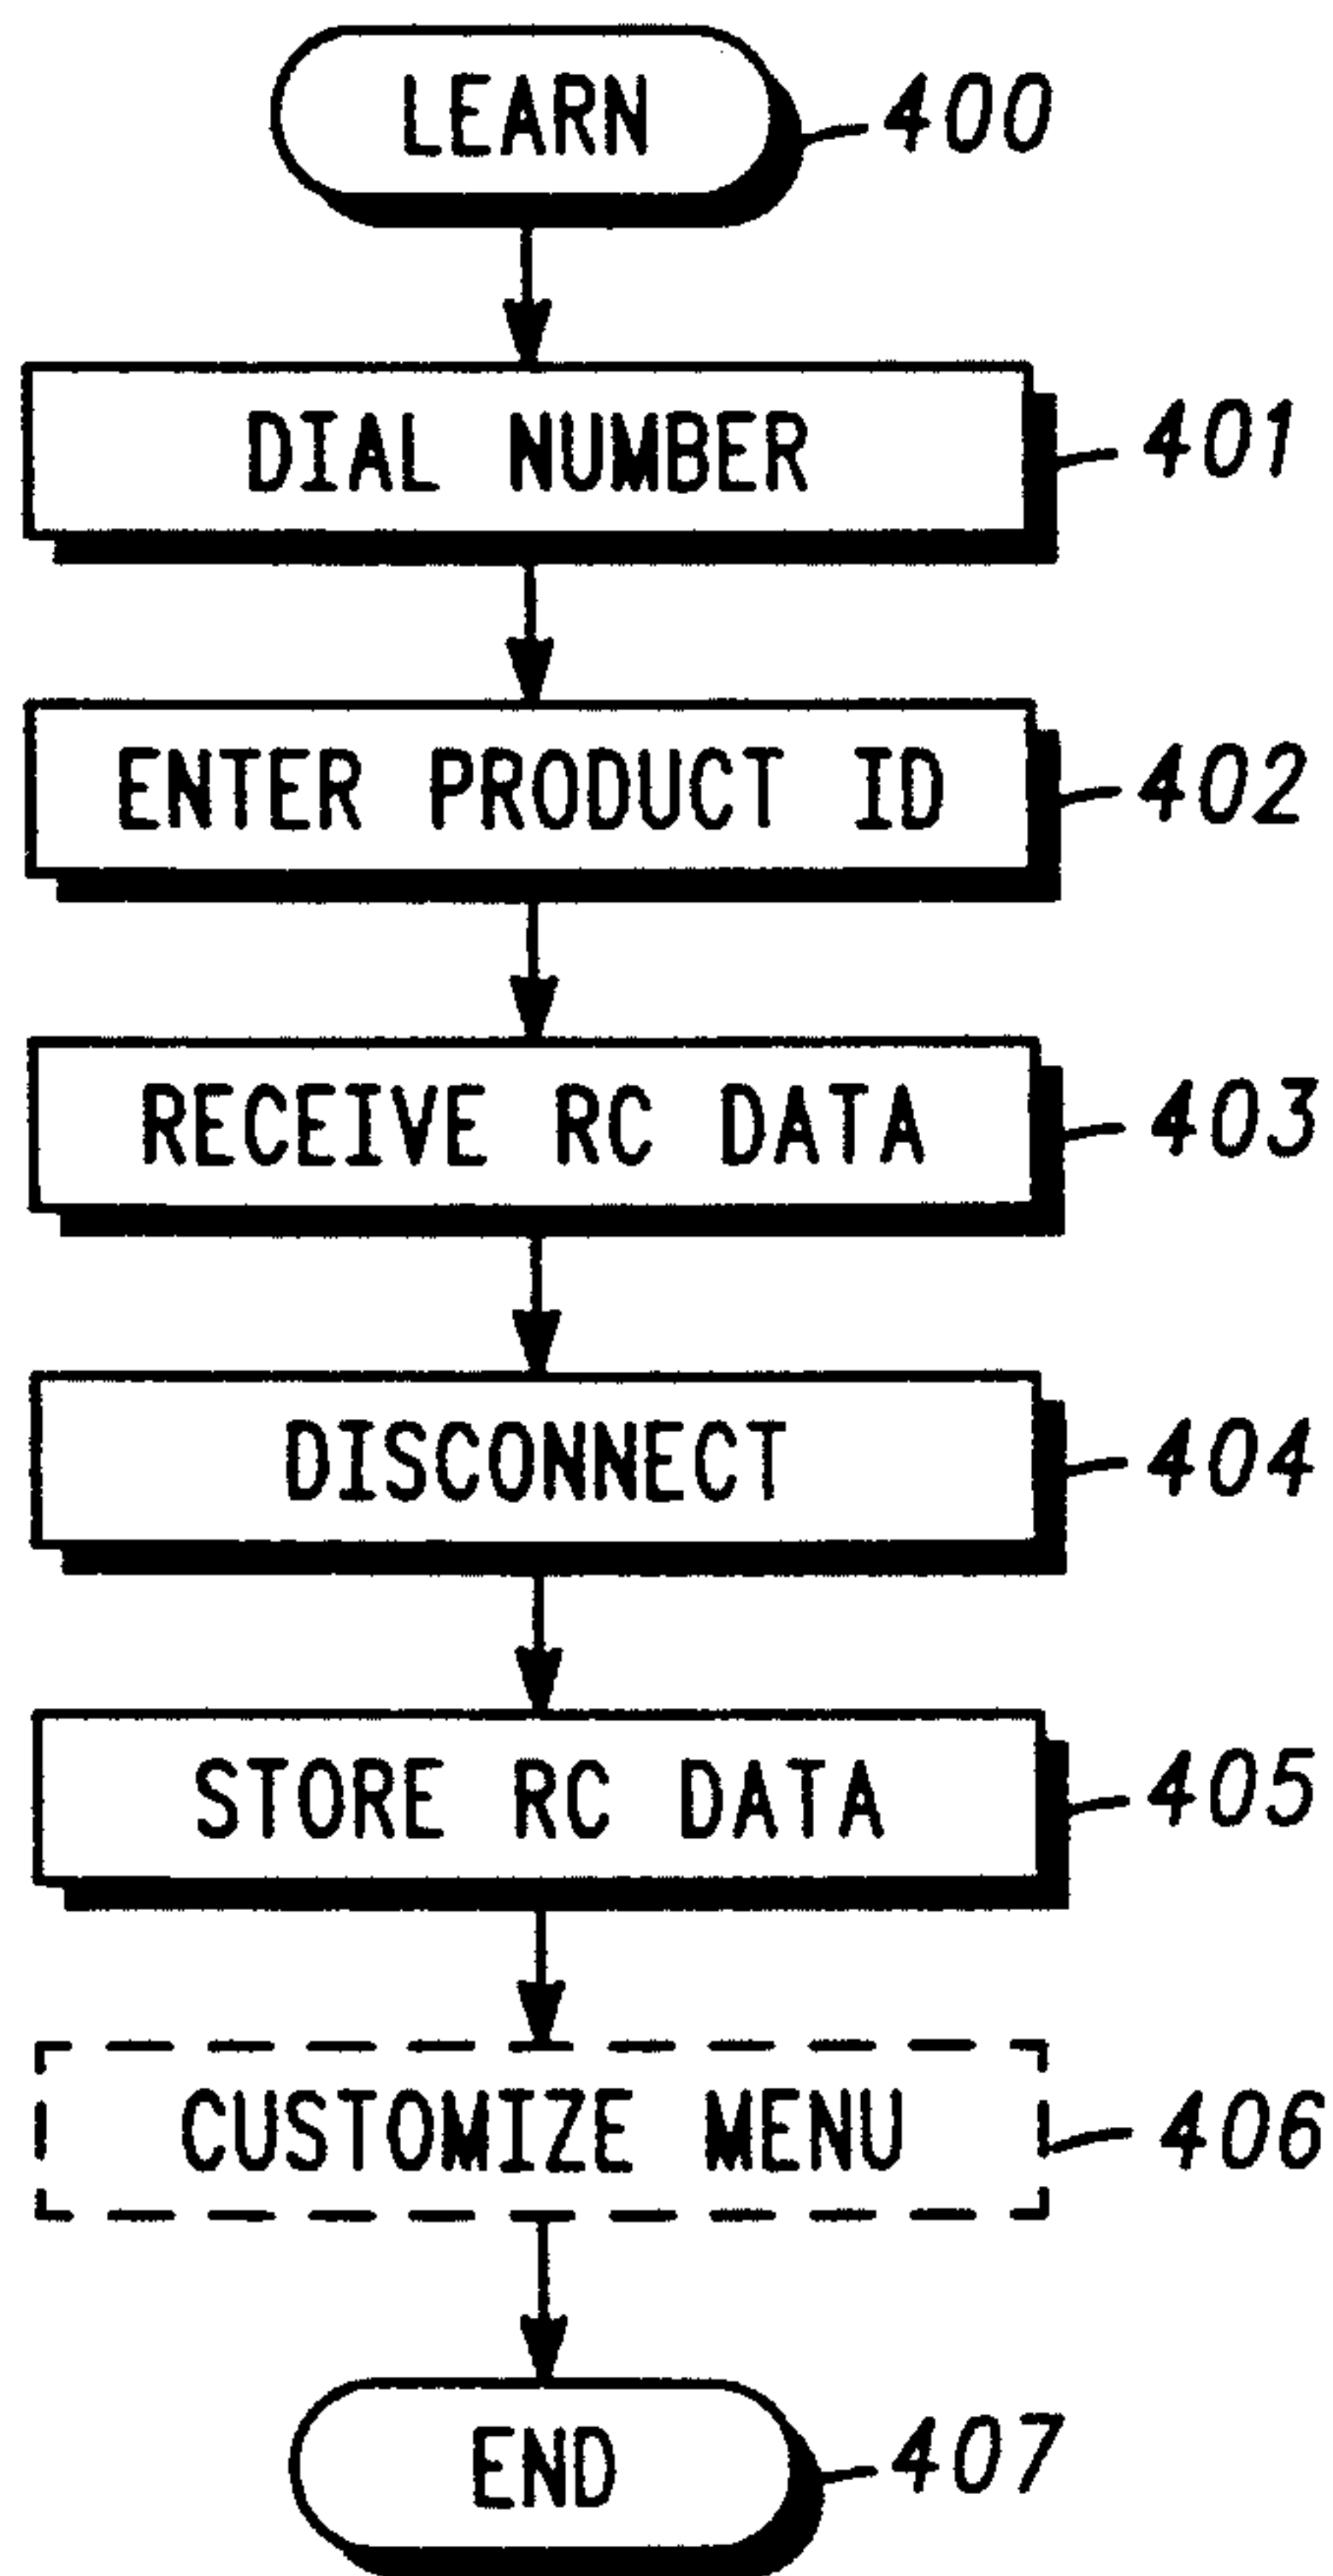 LEARN 400
DIAL NUMBER 401
ENTER PRODUCT ID 402
RECEIVE RC DATA 403
DISCONNECT 404
STORE RC DATA 405
CUSTOMIZE MENU 406
END 407